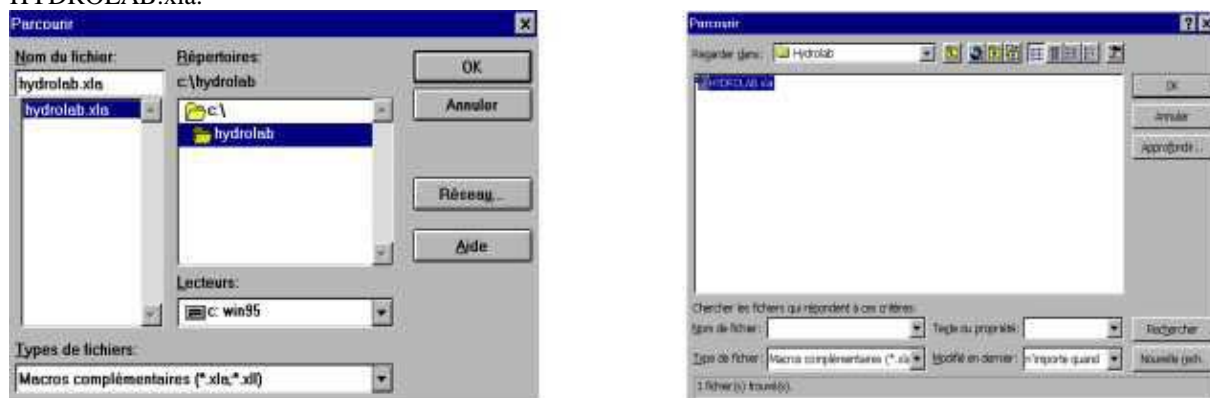 HYDROLAB.xla.
Parcourir
Nom du fichier:
hydrolab.xla
hydrolab.xla
Répertoires:
c:\hydrolab
c:\
hydrolab
Lecteurs:
c: win95
Types de fichiers:
Macros complémentaires (*.xla;*.xll)
OK
Annuler
Réseau...
Aide
Parcourir
Regarder dans: Hydrolab
HYDROLAB.xla
OK
Annuler
Approfondir...
Chercher les fichiers qui répondent à ces critères:
Nom de fichier:
Texte ou propriété:
Rechercher
Type de fichier: Macros complémentaires (*.xla
Modifié en dernier: n'importe quand
Nouvelle rech.
1 fichier(s) trouvé(s).